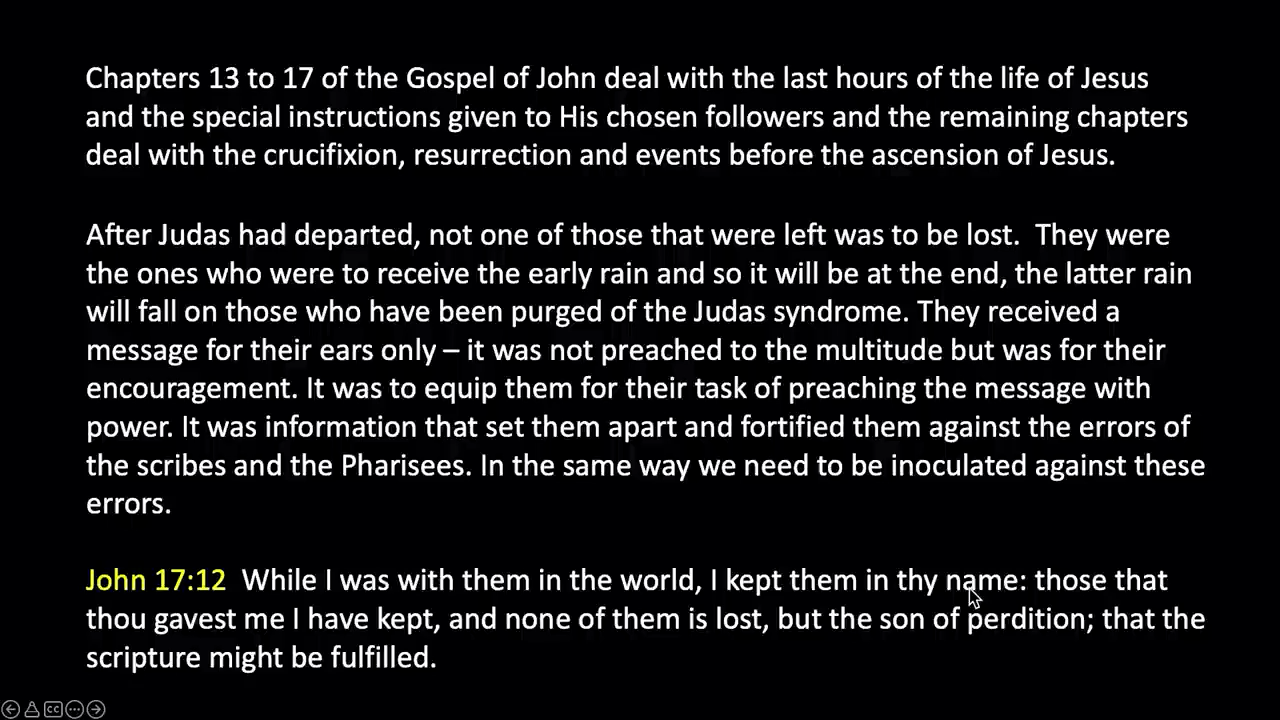 Chapters 13 to 17 of the Gospel of John deal with the last hours of the life of Jesus
and the special instructions given to His chosen followers and the remaining chapters
deal with the crucifixion, resurrection and events before the ascension of Jesus.
After Judas had departed, not one of those that were left was to be lost.  They were
the ones who were to receive the early rain and so it will be at the end, the latter rain
will fall on those who have been purged of the Judas syndrome. They received a
message for their ears only – it was not preached to the multitude but was for their
encouragement. It was to equip them for their task of preaching the message with
power. It was information that set them apart and fortified them against the errors of
the scribes and the Pharisees. In the same way we need to be inoculated against these
errors.
John 17:12  While I was with them in the world, I kept them in thy name: those that
thou gavest me I have kept, and none of them is lost, but the son of perdition; that the
scripture might be fulfilled.
CC